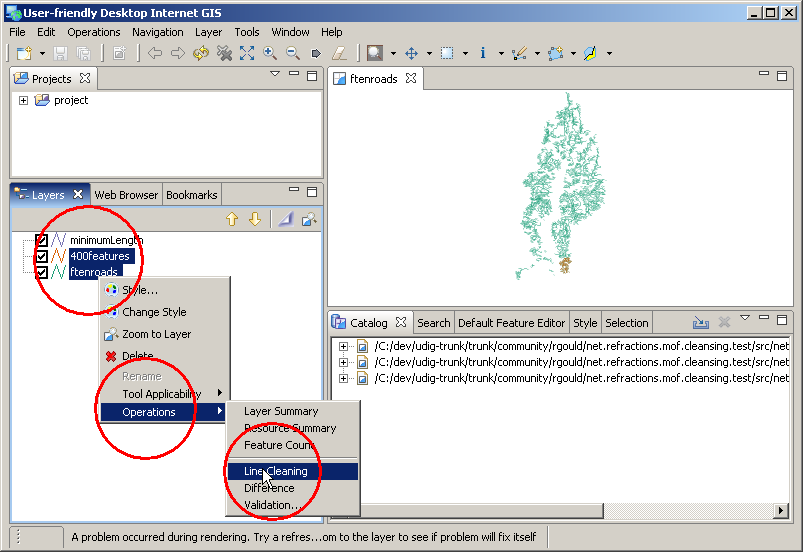 User-friendly Desktop Internet GIS
File Edit Operations Navigation Layer Tools Window Help
Projects
project
ftenroads
Layers Web Browser Bookmarks
minimumLength
400features
ftenroads
Style...
Change Style
Zoom to Layer
Delete
Rename
Tool Applicability
Operations
Layer Summary
Resource Summary
Feature Count
Line Cleaning
Difference
Validation...
Catalog Search Default Feature Editor Style Selection
/C:/dev/udig-trunk/trunk/community/rgould/net.refractions.mof.cleansing.test/src/net
/C:/dev/udig-trunk/trunk/community/rgould/net.refractions.mof.cleansing.test/src/net
/C:/dev/udig-trunk/trunk/community/rgould/net.refractions.mof.cleansing.test/src/net
A problem occurred during rendering. Try a refres...om to the layer to see if problem will fix itself